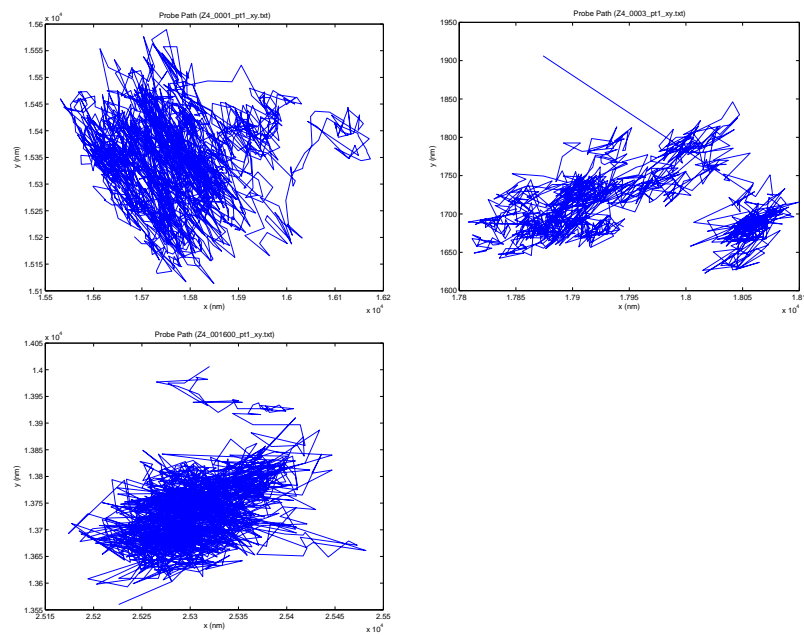 Probe Path (Z4_0001_pt1_xy.txt)
x 10^4
1.56
1.555
1.55
1.545
1.54
1.535
1.53
1.525
1.52
1.515
1.51
y (nm)
1.55 1.56 1.57 1.58 1.59 1.6 1.61 1.62
x (nm)
x 10^4
Probe Path (Z4_0003_pt1_xy.txt)
1950
1900
1850
1800
1750
1700
1650
1600
y (nm)
1.78 1.785 1.79 1.795 1.8 1.805 1.81
x (nm)
x 10^4
Probe Path (Z4_001600_pt1_xy.txt)
x 10^4
1.405
1.4
1.395
1.39
1.385
1.38
1.375
1.37
1.365
1.36
1.355
y (nm)
2.515 2.52 2.525 2.53 2.535 2.54 2.545 2.55
x (nm)
x 10^4